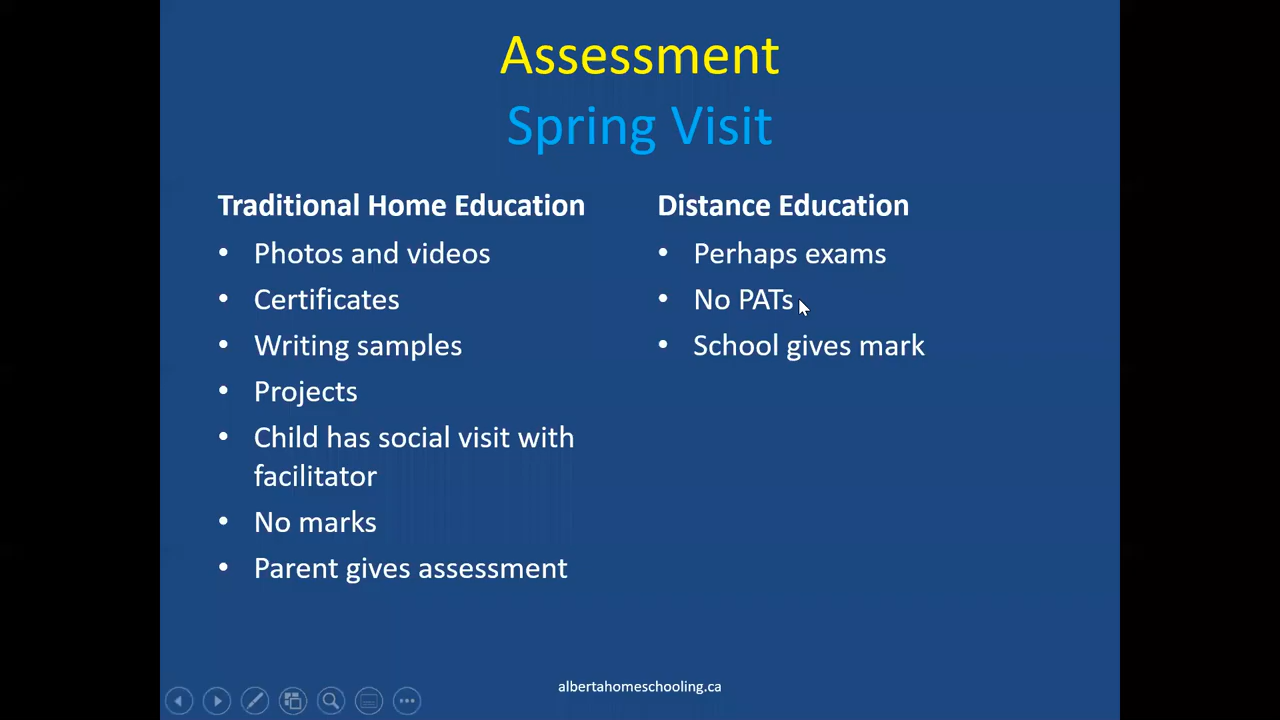 Assessment
Spring Visit
Traditional Home Education
• Photos and videos
• Certificates
• Writing samples
• Projects
• Child has social visit with
facilitator
• No marks
• Parent gives assessment
Distance Education
• Perhaps exams
• No PATs
• School gives mark
albertahomeschooling.ca